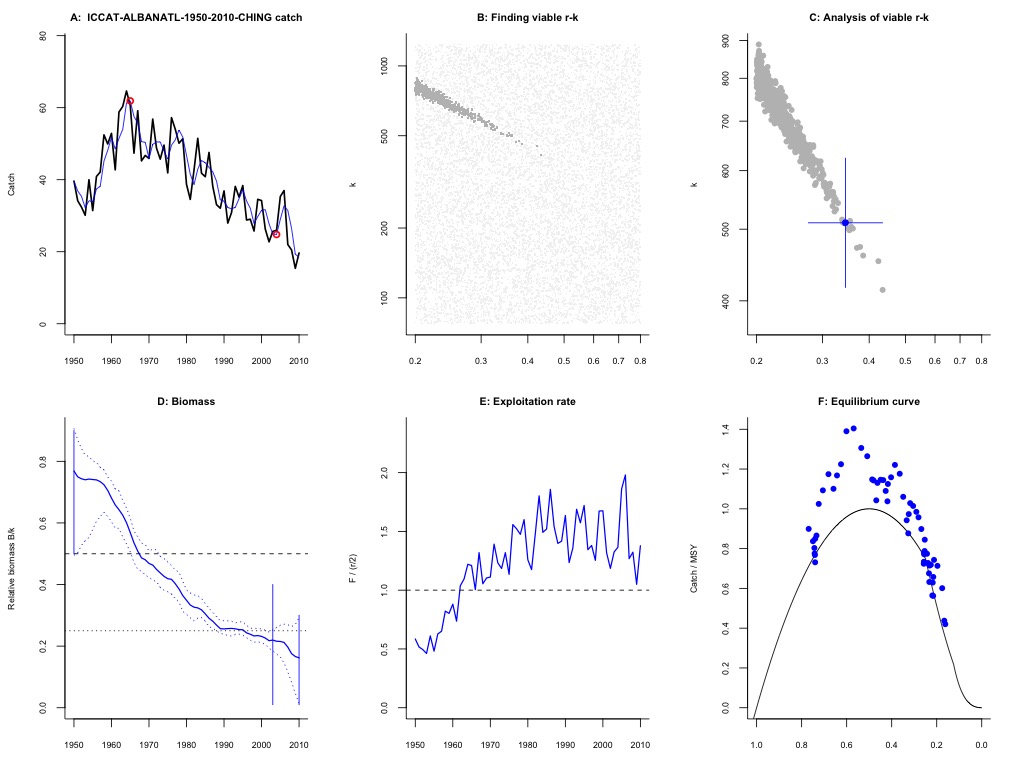 A: ICCAT-ALBANATL-1950-2010-CHING catch
Catch
0 20 40 60 80
1950 1960 1970 1980 1990 2000 2010
B: Finding viable r-k
k
100 200 500 1000
0.2 0.3 0.4 0.5 0.6 0.7 0.8
C: Analysis of viable r-k
k
400 500 600 700 800 900
0.2 0.3 0.4 0.5 0.6 0.7 0.8
D: Biomass
Relative biomass B/k
0.0 0.2 0.4 0.6 0.8
1950 1960 1970 1980 1990 2000 2010
E: Exploitation rate
F / (r/2)
0.0 0.5 1.0 1.5 2.0
1950 1960 1970 1980 1990 2000 2010
F: Equilibrium curve
Catch / MSY
0.0 0.2 0.4 0.6 0.8 1.0 1.2 1.4
1.0 0.8 0.6 0.4 0.2 0.0